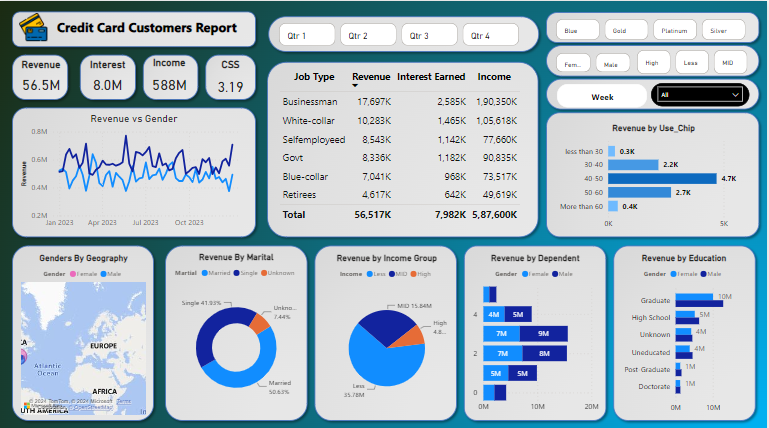 Credit Card Customers Report
Qtr 1 Qtr 2 Qtr 3 Qtr 4
Blue Gold Platinum Silver
Fem... Male High Less MID
Week All
Revenue
56.5M
Interest
8.0M
Income
588M
CSS
3.19
Job Type Revenue Interest Earned Income
Businessman 17,697K 2,585K 1,90,350K
White-collar 10,283K 1,465K 1,05,618K
Selfemployeed 8,543K 1,142K 77,660K
Govt 8,336K 1,182K 90,835K
Blue-collar 7,041K 968K 73,517K
Retirees 4,617K 642K 49,619K
Total 56,517K 7,982K 5,87,600K
Revenue vs Gender
Revenue
0.8M
0.6M
0.4M
0.2M
Jan 2023 Apr 2023 Jul 2023 Oct 2023
Revenue by Use_Chip
less than 30 0.3K
30-40 2.2K
40-50 4.7K
50-60 2.7K
More than 60 0.4K
0K 5K
Genders By Geography
Gender Female Male
EUROPE
Atlantic
Ocean
AFRICA
© 2024 TomTom, © 2024 Microsoft Terms
© OpenStreetMap
SOUTH AMERICA
Revenue By Marital
Marital Married Single Unknown
Single 41.93%
Unkno...
7.44%
Married
50.63%
Revenue by Income Group
Income Less MID High
MID 15.84M
High
4.8...
Less
35.78M
Revenue by Dependent
Gender Female Male
4 4M 5M
7M 9M
2 7M 8M
5M 5M
0
0M 10M 20M
Revenue by Education
Gender Female Male
Graduate 10M
High School 5M
Unknown 4M
Uneducated 4M
Post-Graduate 1M
Doctorate 1M
0M 10M